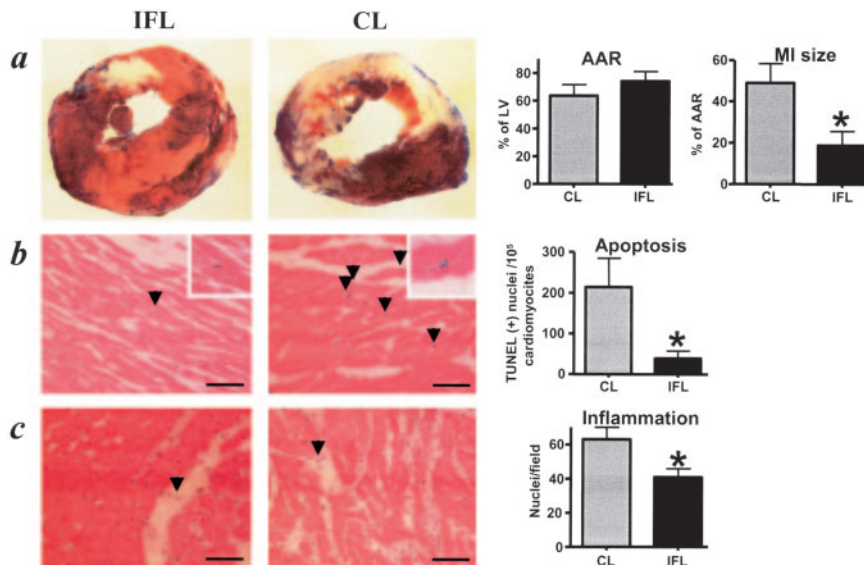 IFL
CL
a
AAR
% of LV
80
60
40
20
0
CL
IFL
MI size
% of AAR
60
40
20
0
*
CL
IFL
b
Apoptosis
TUNEL (+) nuclei /10⁵
cardiomyocites
300
200
100
0
*
CL
IFL
c
Inflammation
Nuclei/field
60
40
20
0
*
CL
IFL